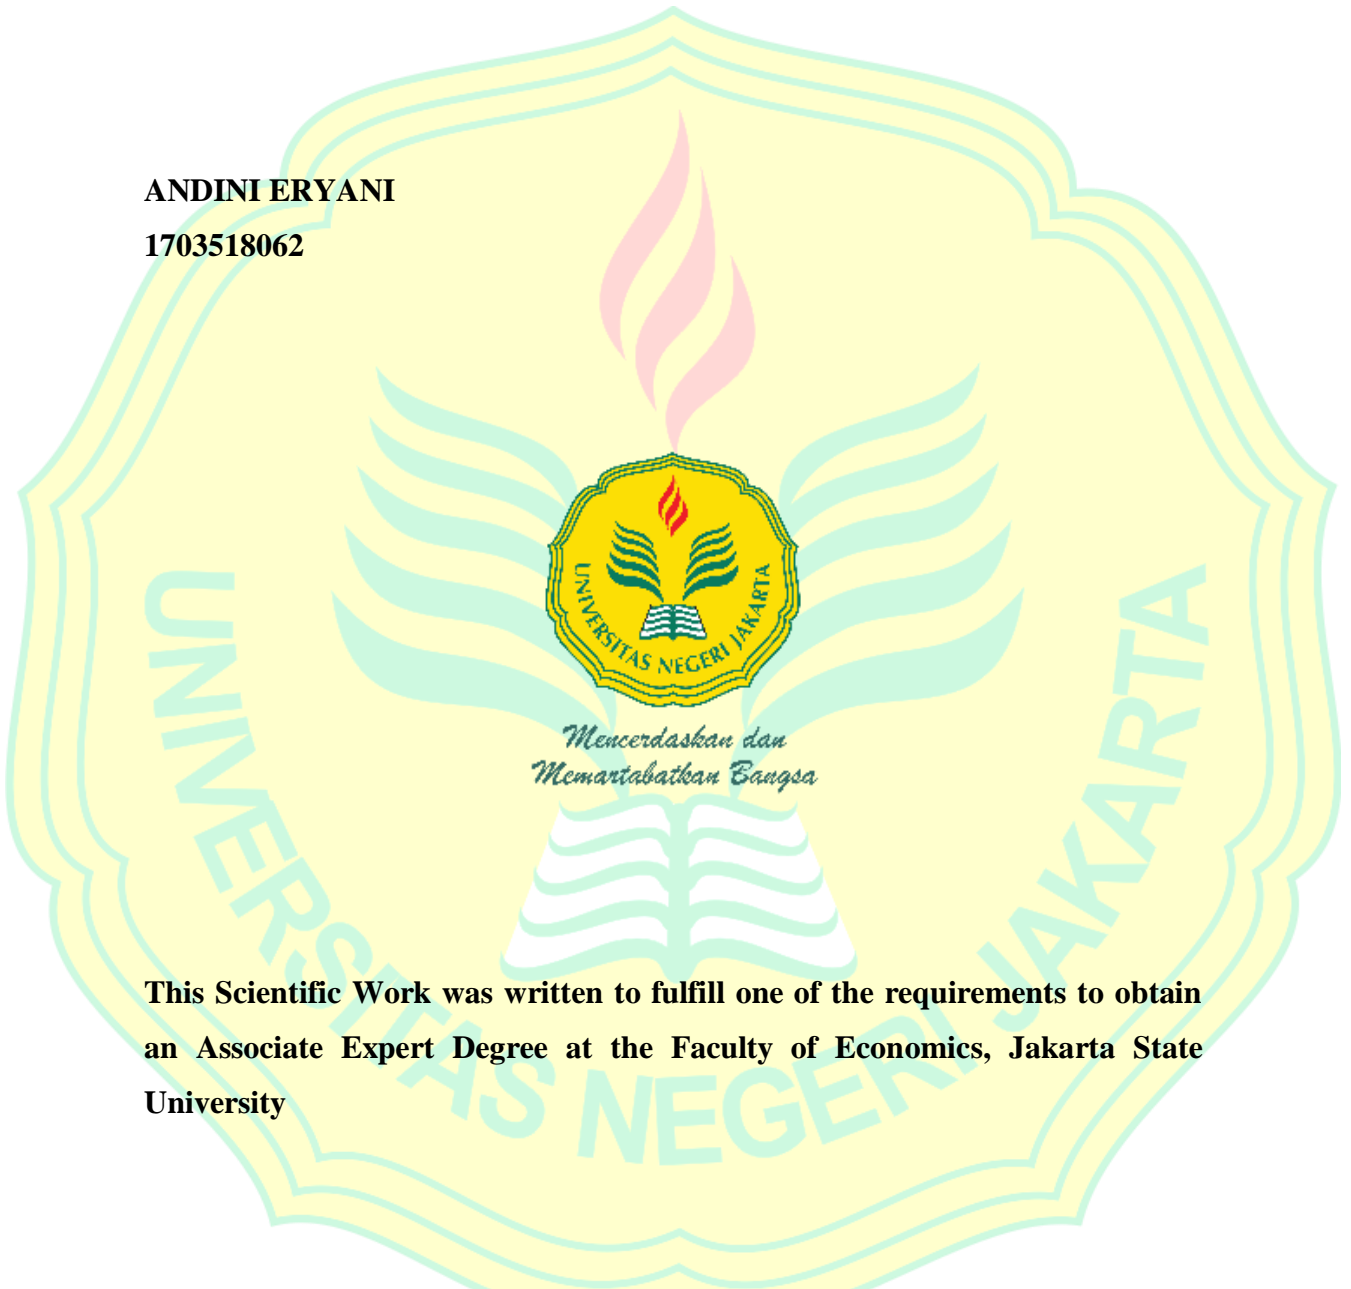 ANDINI ERYANI
1703518062
UNIVERSITAS NEGERI JAKARTA
Mencerdaskan dan
Memartabatkan Bangsa
This Scientific Work was written to fulfill one of the requirements to obtain
an Associate Expert Degree at the Faculty of Economics, Jakarta State
University
UNIVERSITAS NEGERI JAKARTA